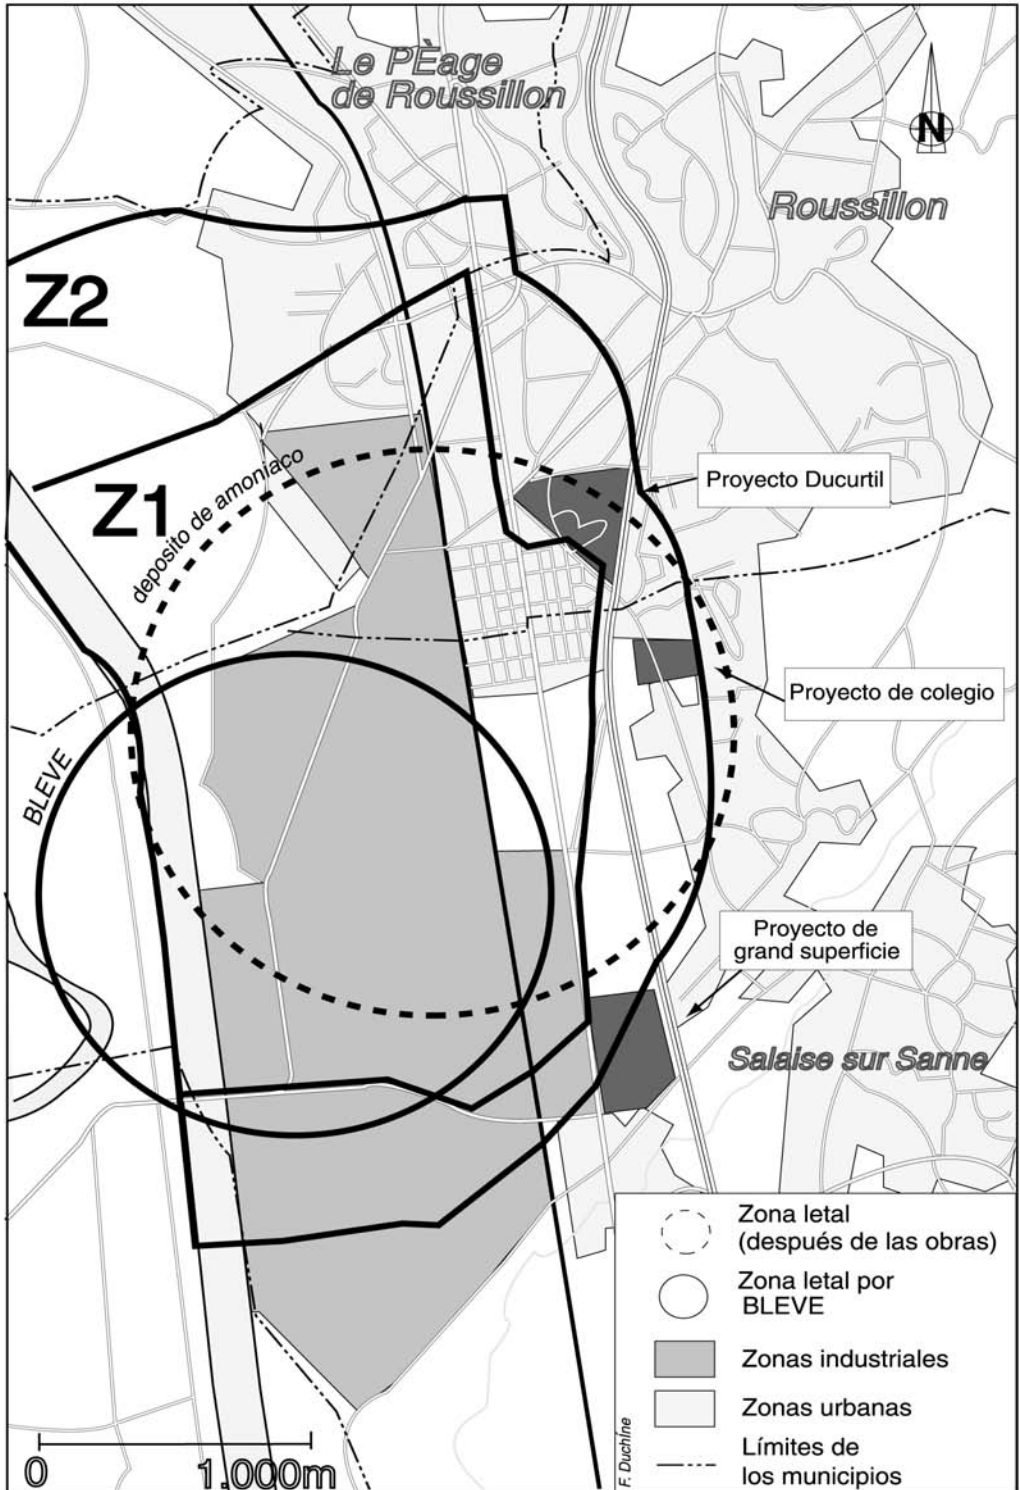 Le PÈage
de Roussillon
N
Roussillon
Z2
Z1
deposito de amoníaco
Proyecto Ducurtil
Proyecto de colegio
BLEVE
Proyecto de
grand superficie
Salaise sur Sanne
Zona letal
(después de las obras)
Zona letal por
BLEVE
Zonas industriales
Zonas urbanas
Límites de
los municipios
F. Duchine
0 1.000m